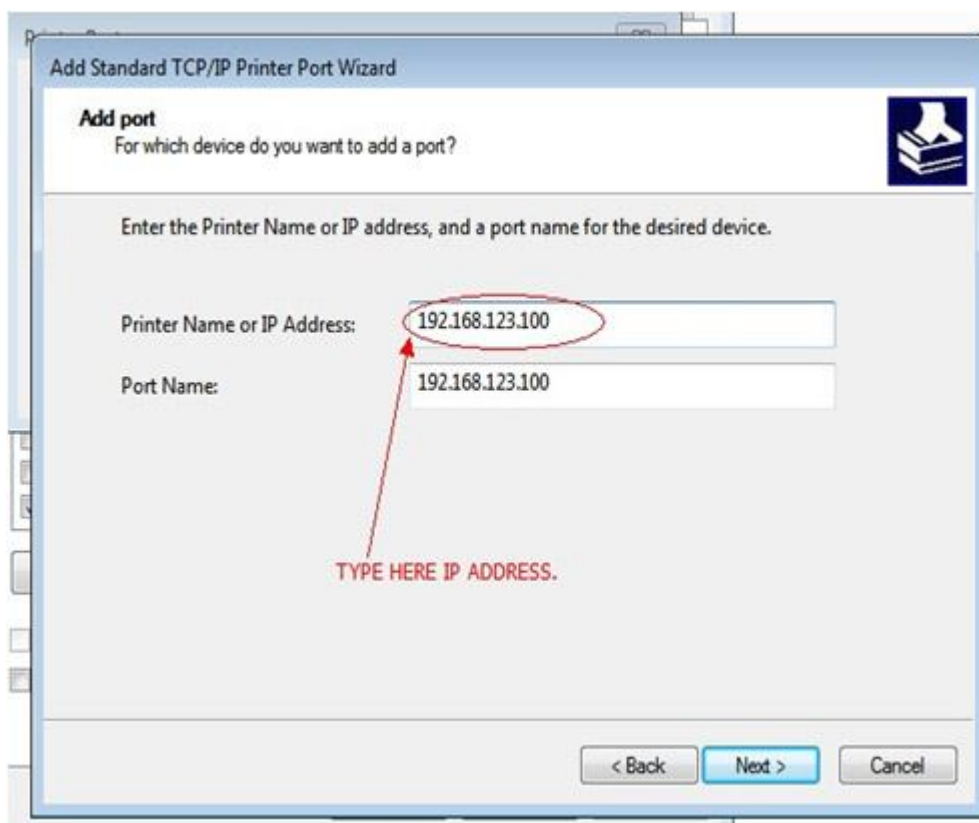 Add Standard TCP/IP Printer Port Wizard
Add port
For which device do you want to add a port?
Enter the Printer Name or IP address, and a port name for the desired device.
Printer Name or IP Address:
192.168.123.100
Port Name:
192.168.123.100
TYPE HERE IP ADDRESS.
< Back
Next >
Cancel